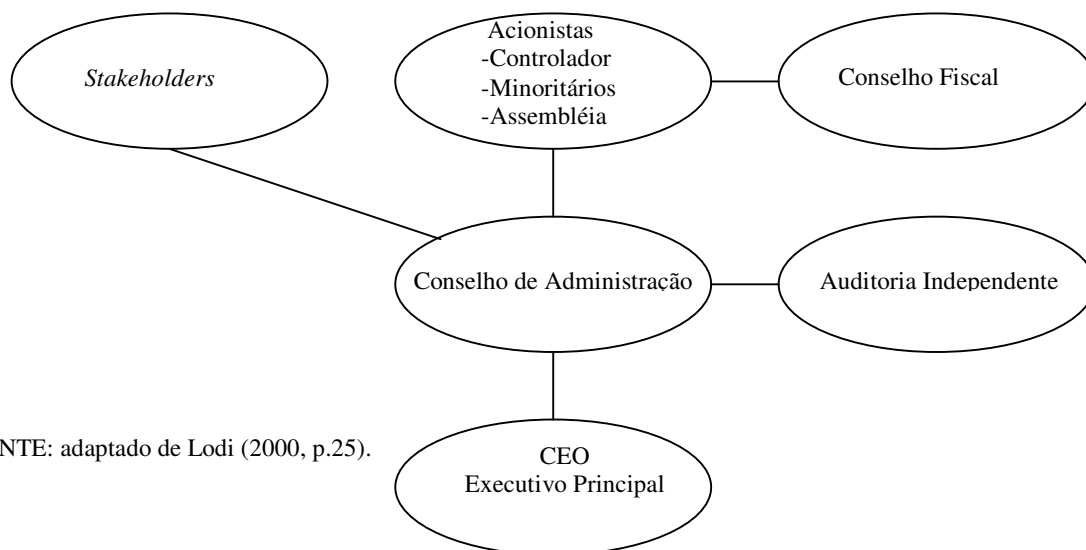 Stakeholders
Acionistas
-Controlador
-Minoritários
-Assembléia
Conselho Fiscal
Conselho de Administração
Auditoria Independente
NTE: adaptado de Lodi (2000, p.25).
CEO
Executivo Principal